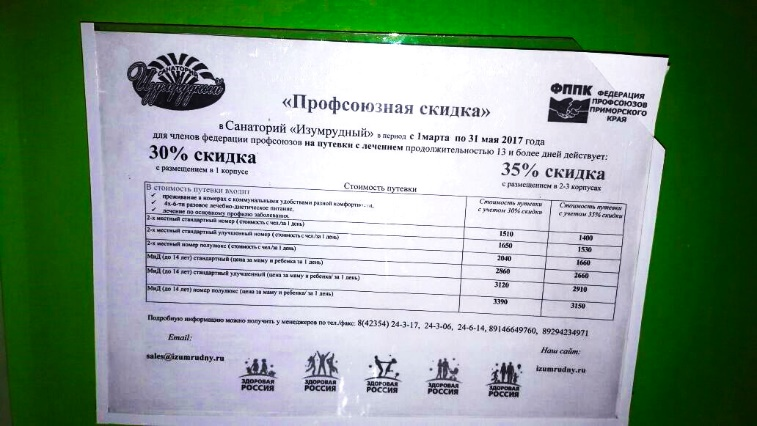 САНАТОРИЙ
Изумрудный
ФППК ФЕДЕРАЦИЯ ПРОФСОЮЗОВ ПРИМОРСКОГО КРАЯ
«Профсоюзная скидка»
в Санаторий «Изумрудный» в период с 1марта по 31 мая 2017 года
для членов федерации профсоюзов на путевки с лечением продолжительностью 13 и более дней действует:
30% скидка
с размещением в 1 корпусе
35% скидка
с размещением в 2-3 корпусах
Стоимость путевки
В стоимость путевки входит
✓ проживание в номерах с коммунальными удобствами разной комфортности,
✓ 4х-6-ти разовое лечебно-диетическое питание,
✓ лечение по основному профилю заболевания.
Стоимость путевки с учетом 30% скидки
Стоимость путевки с учетом 35% скидки
2-х местный стандартный номер (стоимость с чел/за 1 день) 1510 1400
2-х местный стандартный улучшенный номер (стоимость с чел/за 1 день) 1650 1530
2-х местный номер полулюкс (стоимость с чел/за 1 день) 2040 1660
МиД (до 14 лет) стандартный (цена за маму и ребенка/ за 1 день) 2860 2660
МиД (до 14 лет) стандартный улучшенный (цена за маму и ребенка/ за 1 день) 3120 2910
МиД (до 14 лет) номер полулюкс (цена за маму и ребенка/ за 1 день) 3390 3150
Подробную информацию можно получить у менеджеров по тел./факс: 8(42354) 24-3-17, 24-3-06, 24-6-14, 89146649760, 89294234971
Email:
sales@izumrudny.ru
Наш сайт:
izumrudny.ru
ЗДОРОВАЯ РОССИЯ
ЗДОРОВАЯ РОССИЯ
ЗДОРОВАЯ РОССИЯ
ЗДОРОВАЯ РОССИЯ
ЗДОРОВАЯ РОССИЯ